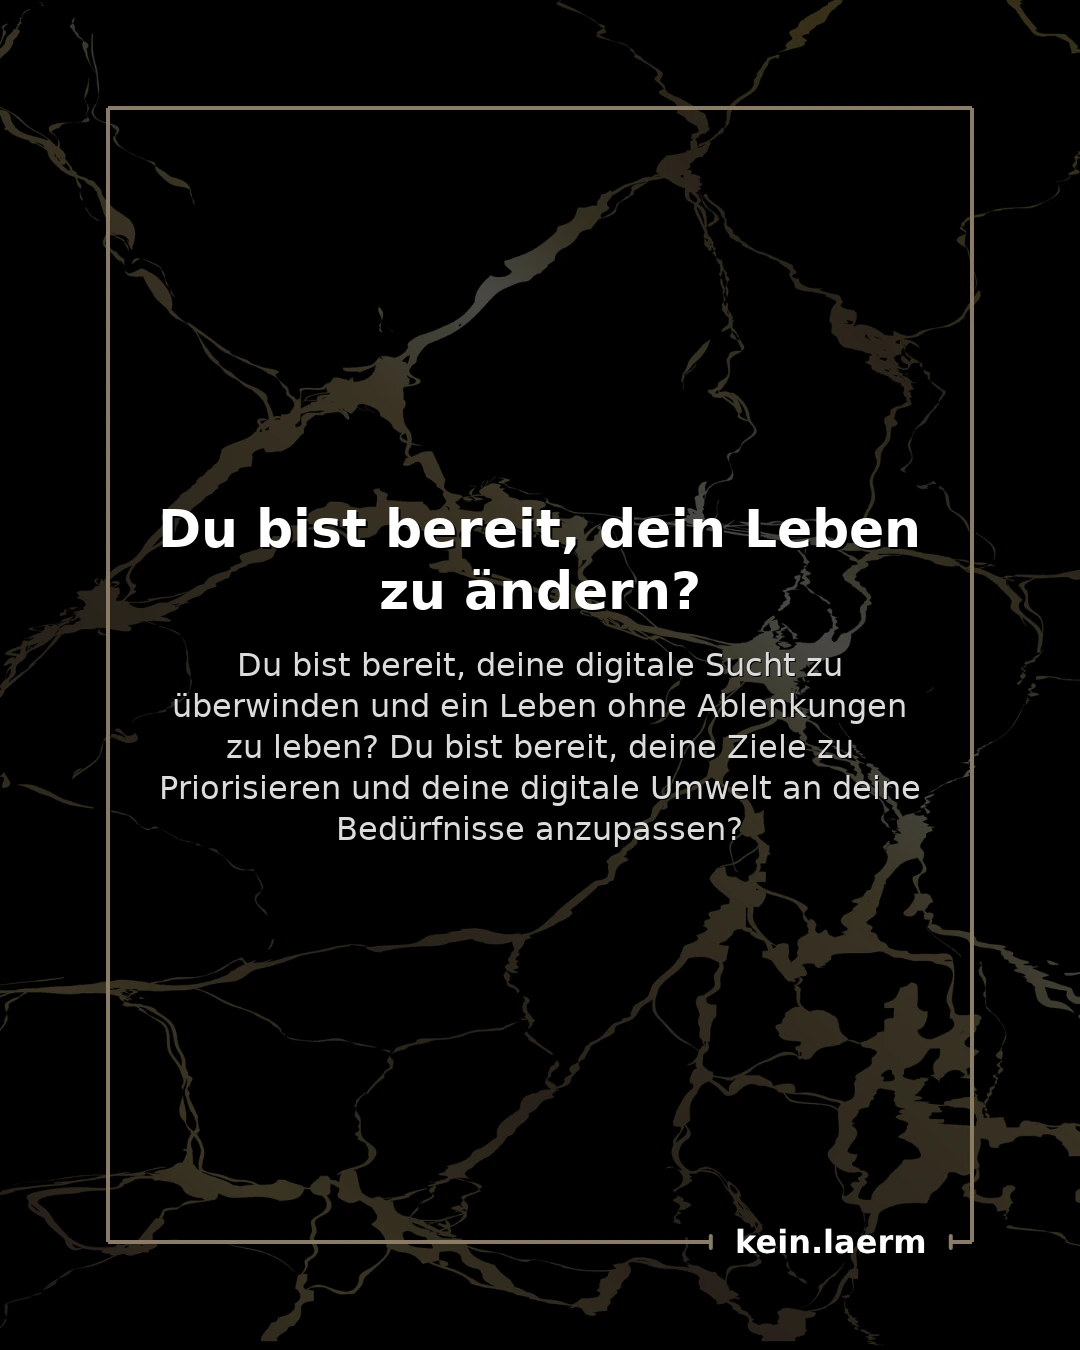 Du bist bereit, dein Leben
zu ändern?
Du bist bereit, deine digitale Sucht zu
überwinden und ein Leben ohne Ablenkungen
zu leben? Du bist bereit, deine Ziele zu
Priorisieren und deine digitale Umwelt an deine
Bedürfnisse anzupassen?
kein.laerm